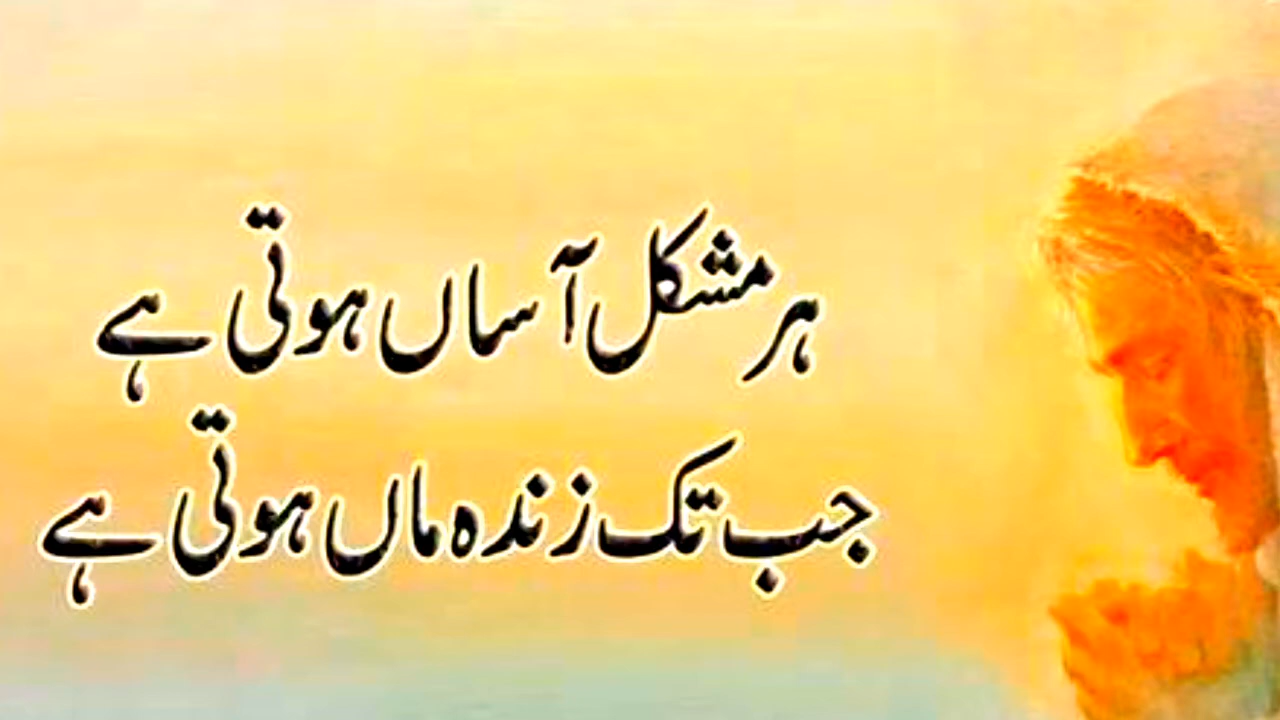 ہر مشکل آساں ہوتی ہے
جب تک زندہ ماں ہوتی ہے